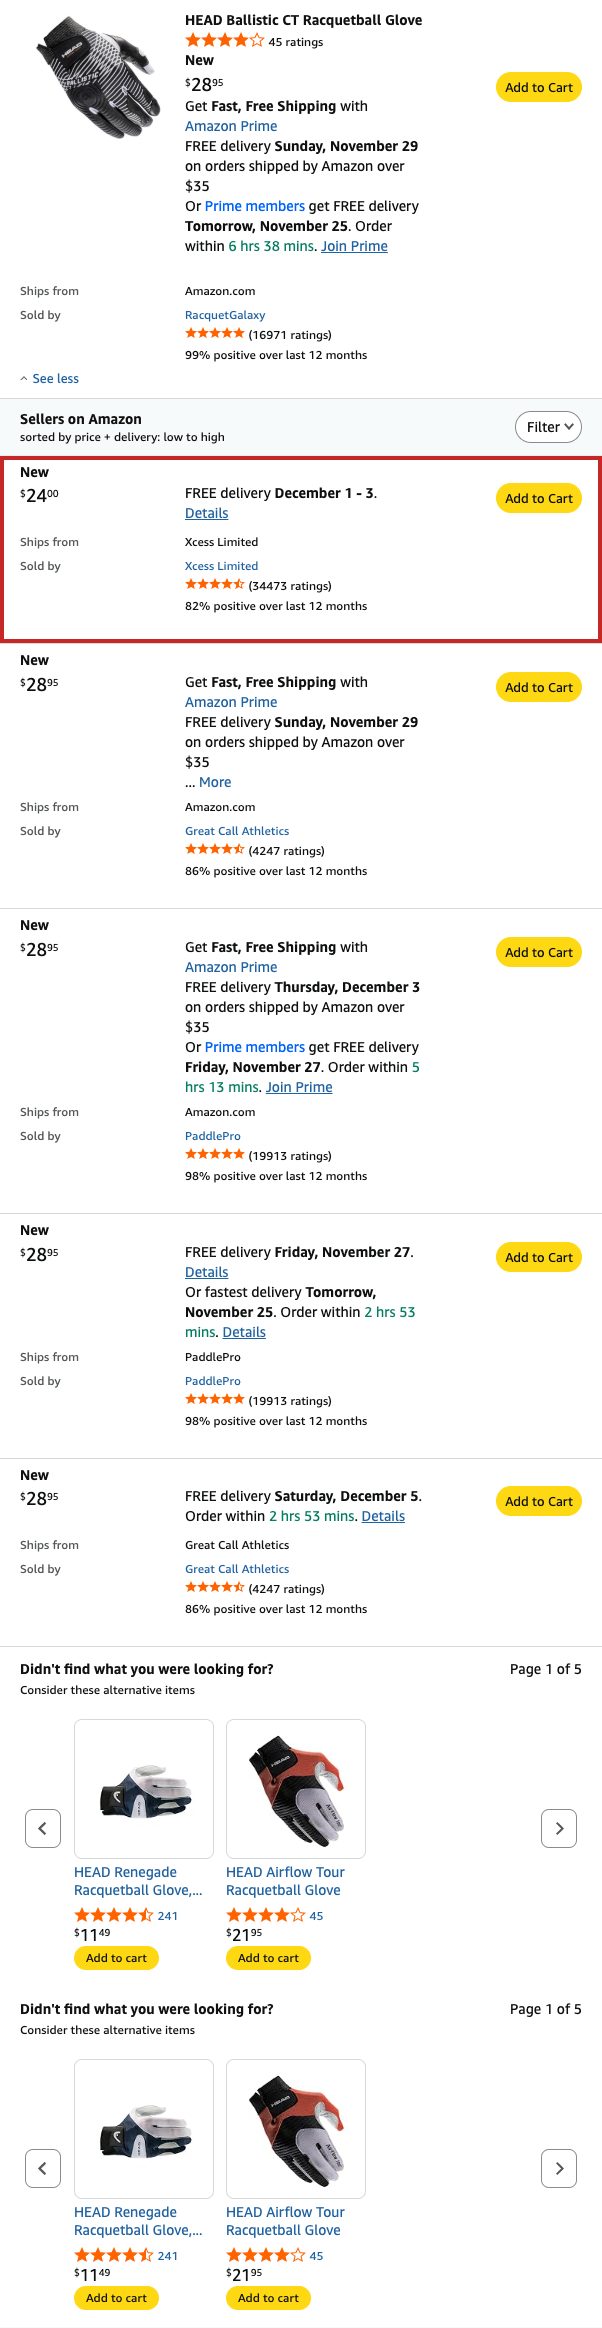 HEAD Ballistic CT Racquetball Glove
45 ratings
New
$28.95
Add to Cart
Get Fast, Free Shipping with
Amazon Prime
FREE delivery Sunday, November 29
on orders shipped by Amazon over
$35
Or Prime members get FREE delivery
Tomorrow, November 25. Order
within 6 hrs 38 mins. Join Prime
Ships from Amazon.com
Sold by RacquetGalaxy
(16971 ratings)
99% positive over last 12 months
See less
Sellers on Amazon
sorted by price + delivery: low to high
Filter
New
$24.00
FREE delivery December 1 - 3.
Details
Add to Cart
Ships from Xcess Limited
Sold by Xcess Limited
(34473 ratings)
82% positive over last 12 months
New
$28.95
Get Fast, Free Shipping with
Amazon Prime
FREE delivery Sunday, November 29
on orders shipped by Amazon over
$35
... More
Add to Cart
Ships from Amazon.com
Sold by Great Call Athletics
(4247 ratings)
86% positive over last 12 months
New
$28.95
Get Fast, Free Shipping with
Amazon Prime
FREE delivery Thursday, December 3
on orders shipped by Amazon over
$35
Or Prime members get FREE delivery
Friday, November 27. Order within 5
hrs 13 mins. Join Prime
Add to Cart
Ships from Amazon.com
Sold by PaddlePro
(19913 ratings)
98% positive over last 12 months
New
$28.95
FREE delivery Friday, November 27.
Details
Or fastest delivery Tomorrow,
November 25. Order within 2 hrs 53
mins. Details
Add to Cart
Ships from PaddlePro
Sold by PaddlePro
(19913 ratings)
98% positive over last 12 months
New
$28.95
FREE delivery Saturday, December 5.
Order within 2 hrs 53 mins. Details
Add to Cart
Ships from Great Call Athletics
Sold by Great Call Athletics
(4247 ratings)
86% positive over last 12 months
Didn't find what you were looking for? Page 1 of 5
Consider these alternative items
HEAD Renegade
Racquetball Glove,...
241
$11.49
Add to cart
HEAD Airflow Tour
Racquetball Glove
45
$21.95
Add to cart
Didn't find what you were looking for? Page 1 of 5
Consider these alternative items
HEAD Renegade
Racquetball Glove,...
241
$11.49
Add to cart
HEAD Airflow Tour
Racquetball Glove
45
$21.95
Add to cart